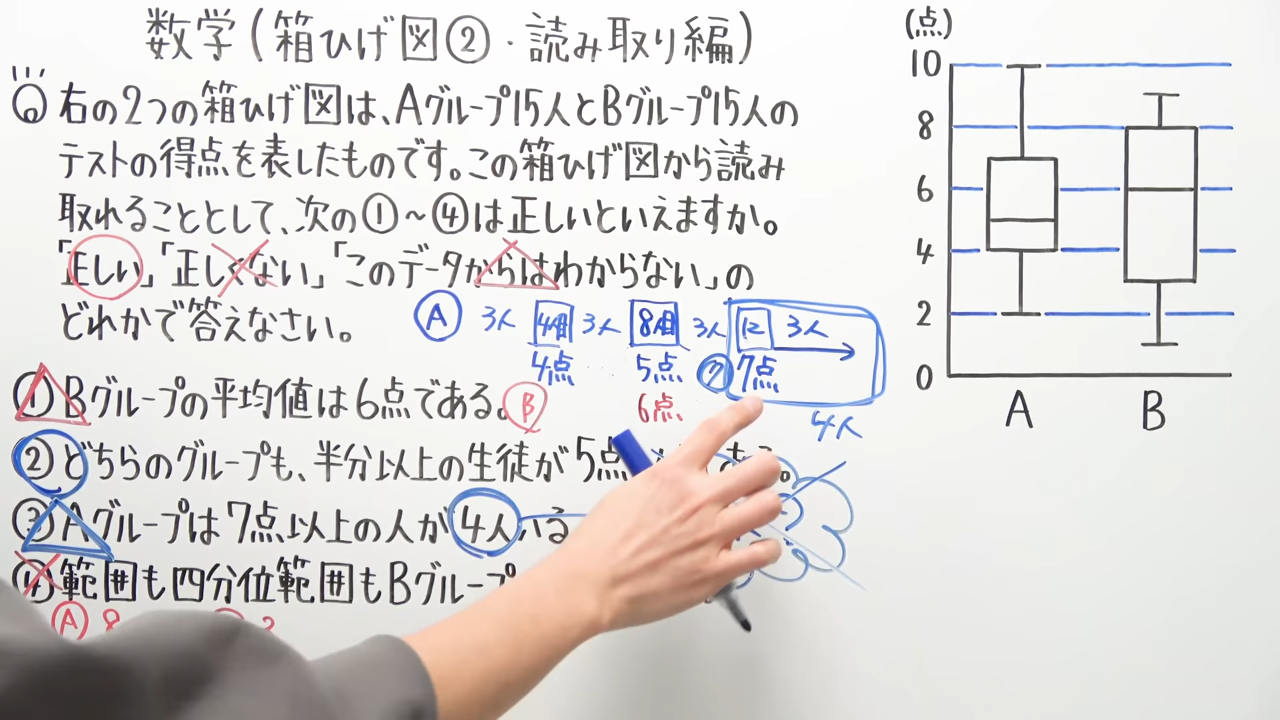 数学(箱ひげ図②・読み取り編)
Q 右の2つの箱ひげ図は、Aグループ15人とBグループ15人の
テストの得点を表したものです。この箱ひげ図から読み
取れることとして、次の①~④は正しいといえますか。
「正しい」「正しくない」「このデータからはわからない」の
どれかで答えなさい。
A 3人 4番 3人 8番 3人 12 3人
4点 5点 ⑦ 7点
①Bグループの平均値は6点である。 B 6点 4人
②どちらのグループも、半分以上の生徒が5点 ある。
③Aグループは7点以上の人が4人いる
④範囲も四分位範囲もBグループ
A 8
(点)
10
8
6
4
2
0
A B